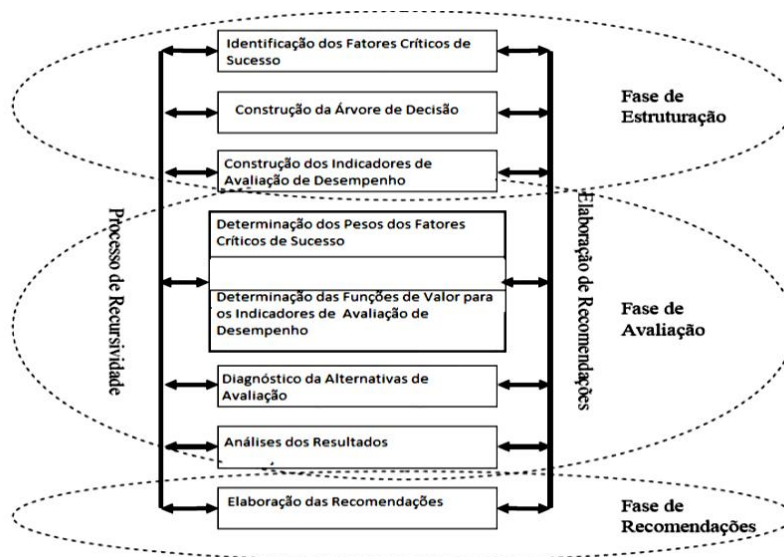 Identificação dos Fatores Críticos de
Sucesso
Construção da Árvore de Decisão
Construção dos Indicadores de
Avaliação de Desempenho
Fase de
Estruturação
Processo de Recursividade
Elaboração de Recomendações
Determinação dos Pesos dos Fatores
Críticos de Sucesso
Determinação das Funções de Valor para
os Indicadores de Avaliação de
Desempenho
Diagnóstico da Alternativas de
Avaliação
Análises dos Resultados
Fase de
Avaliação
Elaboração das Recomendações
Fase de
Recomendações